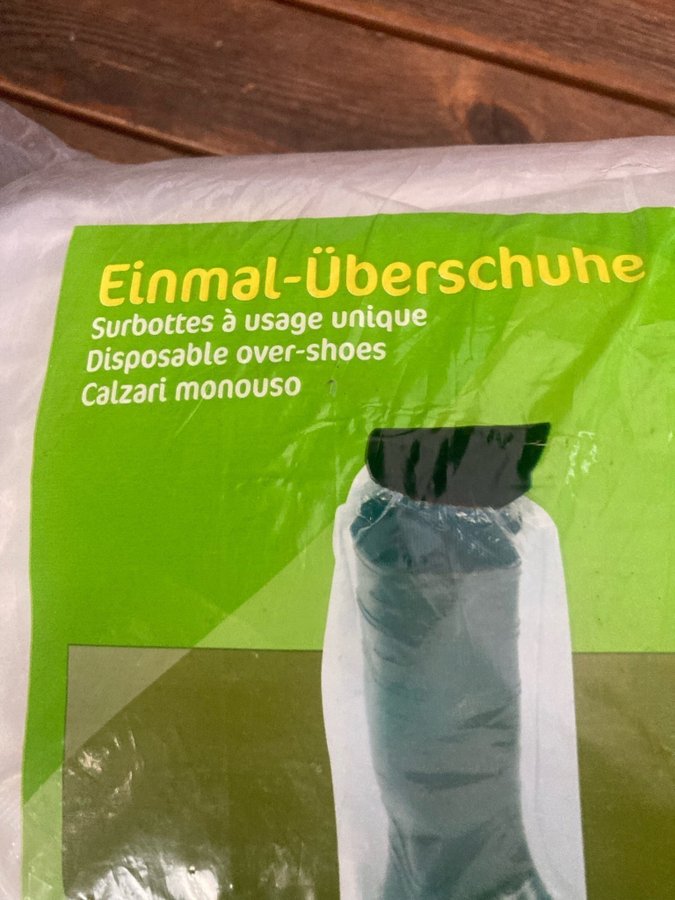 Einmal-Überschuhe
Surbottes à usage unique
Disposable over-shoes
Calzari monouso